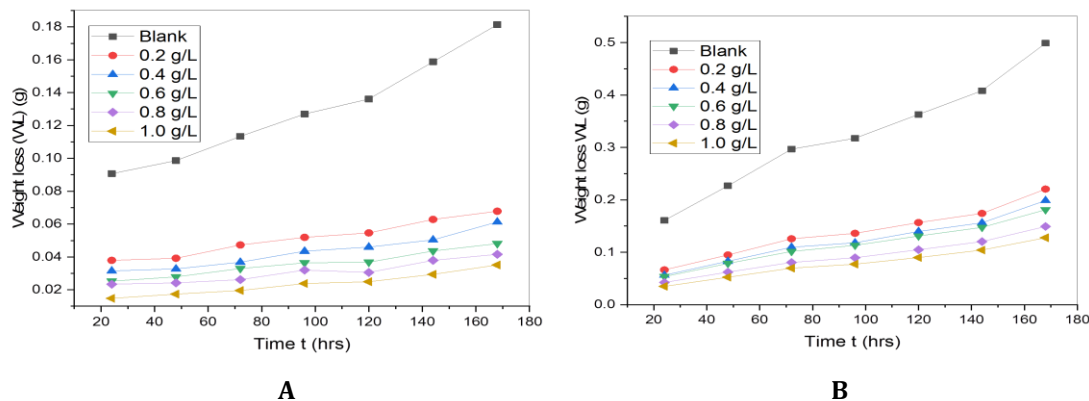 0.18
0.16
0.14
0.12
0.10
0.08
0.06
0.04
0.02
20 40 60 80 100 120 140 160 180
Weight loss (WL) (g)
Time t (hrs)
Blank
0.2 g/L
0.4 g/L
0.6 g/L
0.8 g/L
1.0 g/L
A
0.5
0.4
0.3
0.2
0.1
0.0
20 40 60 80 100 120 140 160 180
Weight loss WL (g)
Time t (hrs)
Blank
0.2 g/L
0.4 g/L
0.6 g/L
0.8 g/L
1.0 g/L
B